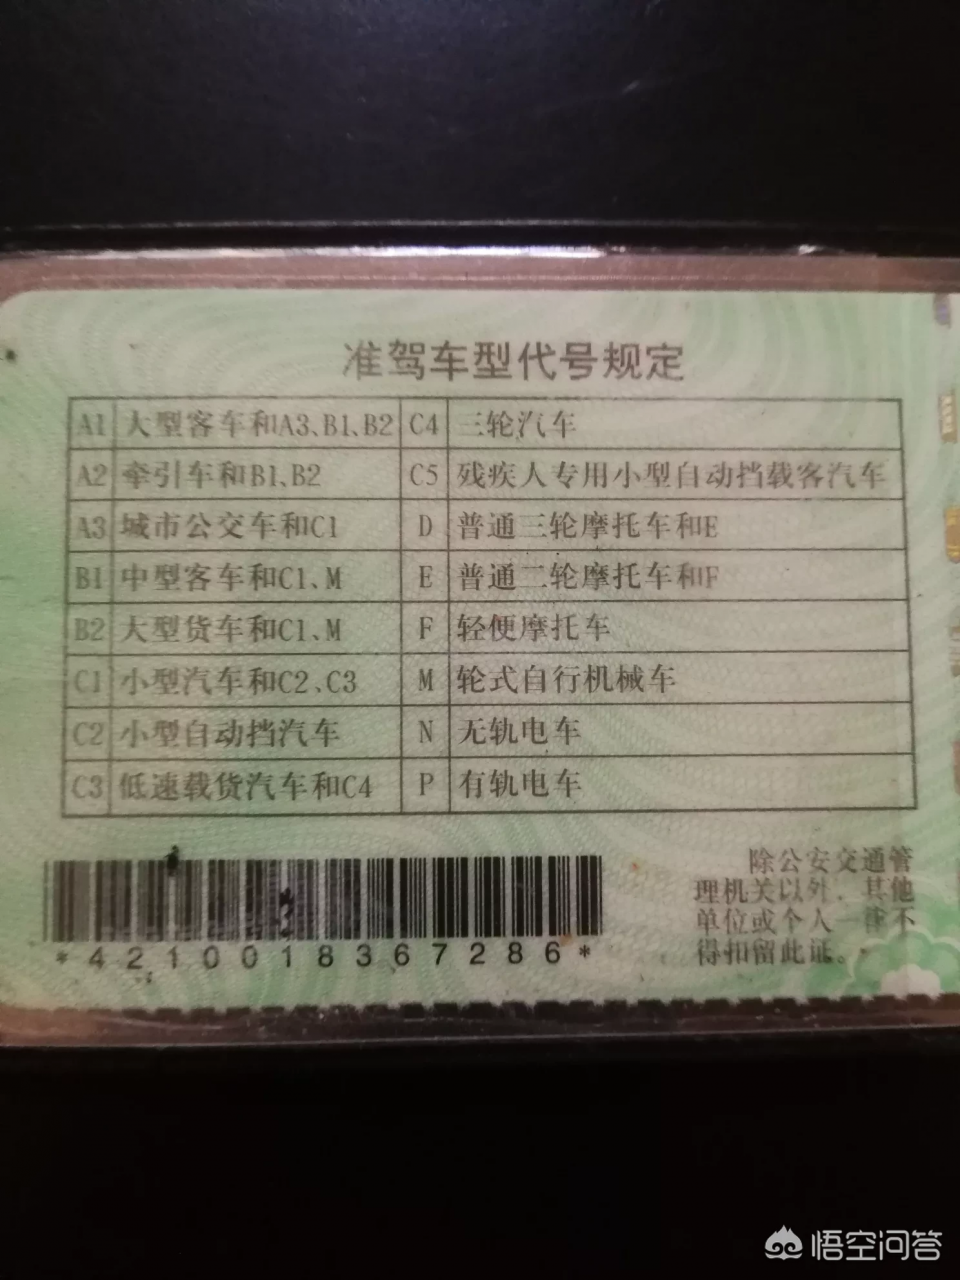 准驾车型代号规定
A1 大型客车和A3、B1、B2 C4 三轮汽车
A2 牵引车和B1、B2 C5 残疾人专用小型自动挡载客汽车
A3 城市公交车和C1 D 普通三轮摩托车和E
B1 中型客车和C1、M E 普通二轮摩托车和F
B2 大型货车和C1、M F 轻便摩托车
C1 小型汽车和C2、C3 M 轮式自行机械车
C2 小型自动挡汽车 N 无轨电车
C3 低速载货汽车和C4 P 有轨电车
*4210018367286*
除公安交通管
理机关以外，其他
单位或个人一律不
得扣留此证。
悟空问答